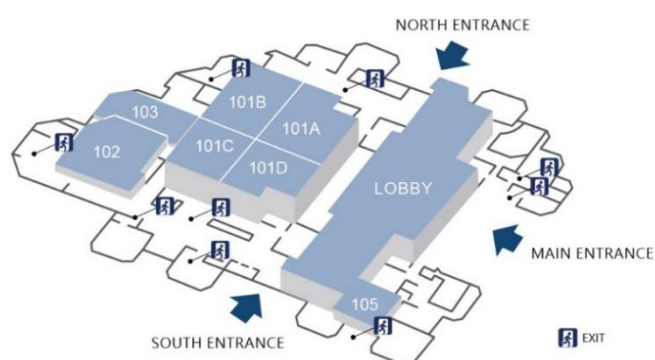 NORTH ENTRANCE
101B
103
101A
101C
102
101D
LOBBY
MAIN ENTRANCE
105
SOUTH ENTRANCE
EXIT